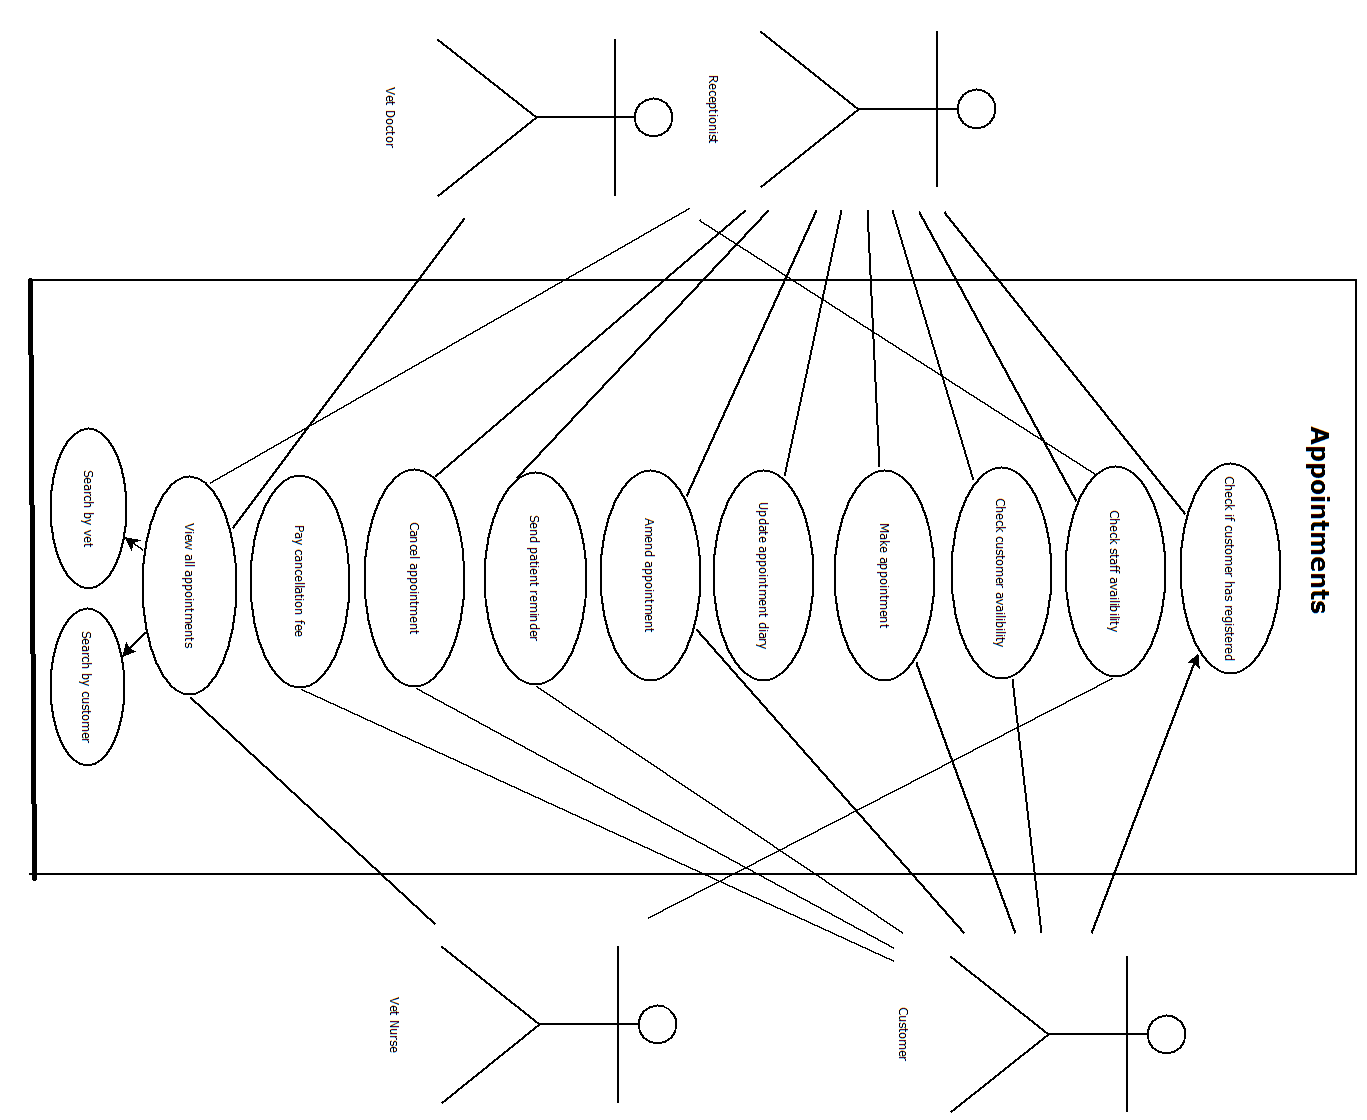 Appointments
Check if customer has registered
Check staff availibility
Check customer availibility
Make appointment
Update appointment diary
Amend appointment
Send patient reminder
Cancel appointment
Pay cancellation fee
View all appointments
Search by vet
Search by customer
Receptionist
Vet Doctor
Customer
Vet Nurse